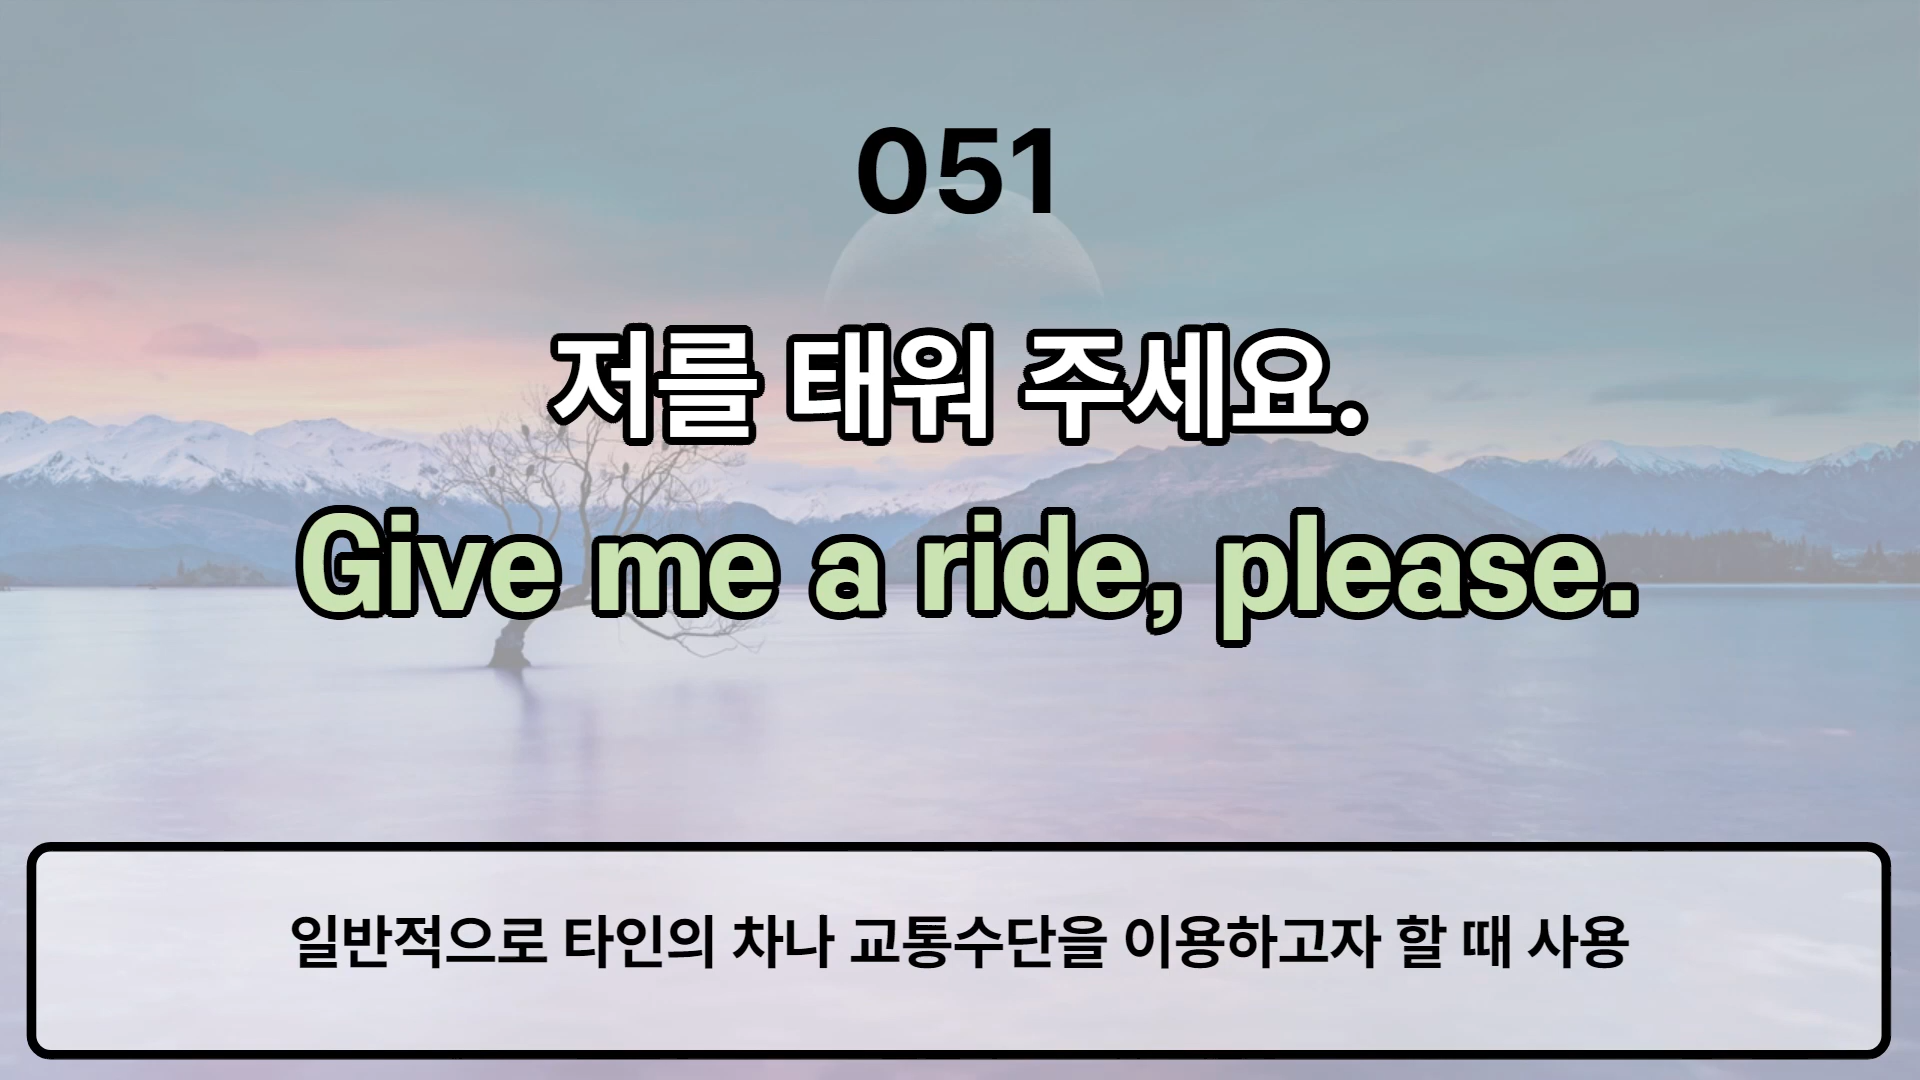 051
저를 태워 주세요.
Give me a ride, please.
일반적으로 타인의 차나 교통수단을 이용하고자 할 때 사용